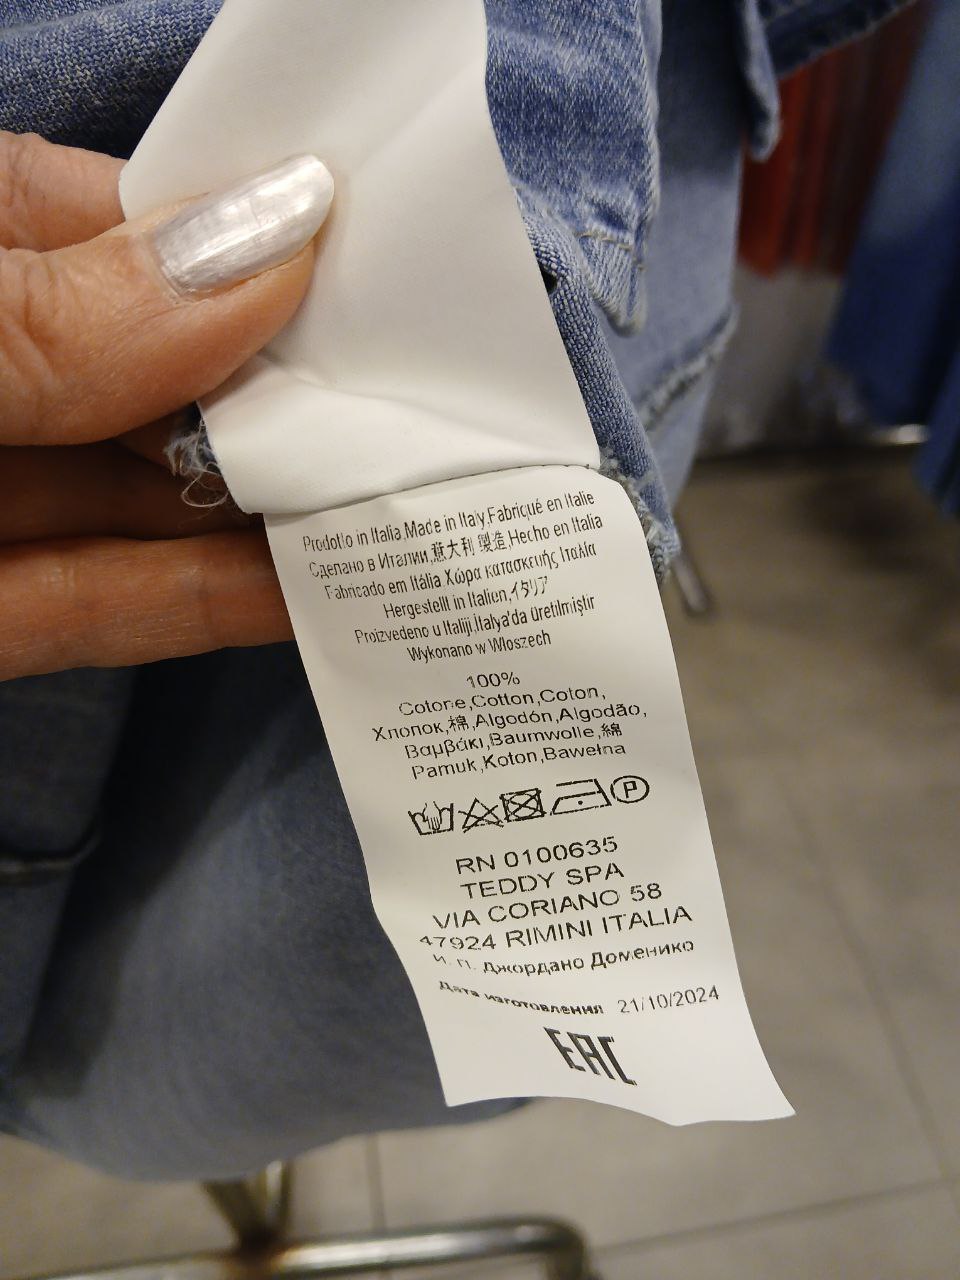 Prodotto in Italia,Made in Italy,Fabriqué en Italie
Сделано в Италии,意大利 製造,Hecho en Italia
Fabricado em Itália.Χώρα κατασκευής Ιταλία
Hergestellt in Italien,イタリア
Proizvedeno u Italiji.İtalya'da üretilmiştir
Wykonano w Wloszech
100%
Cotone,Cotton,Coton,
Хлопок,棉,Algodón,Algodão,
Βαμβάκι,Baumwolle,綿
Pamuk,Koton,Bawełna
P
RN 0100635
TEDDY SPA
VIA CORIANO 58
47924 RIMINI ITALIA
И. П. Джордано Доменико
Дата изготовления 21/10/2024
EAC